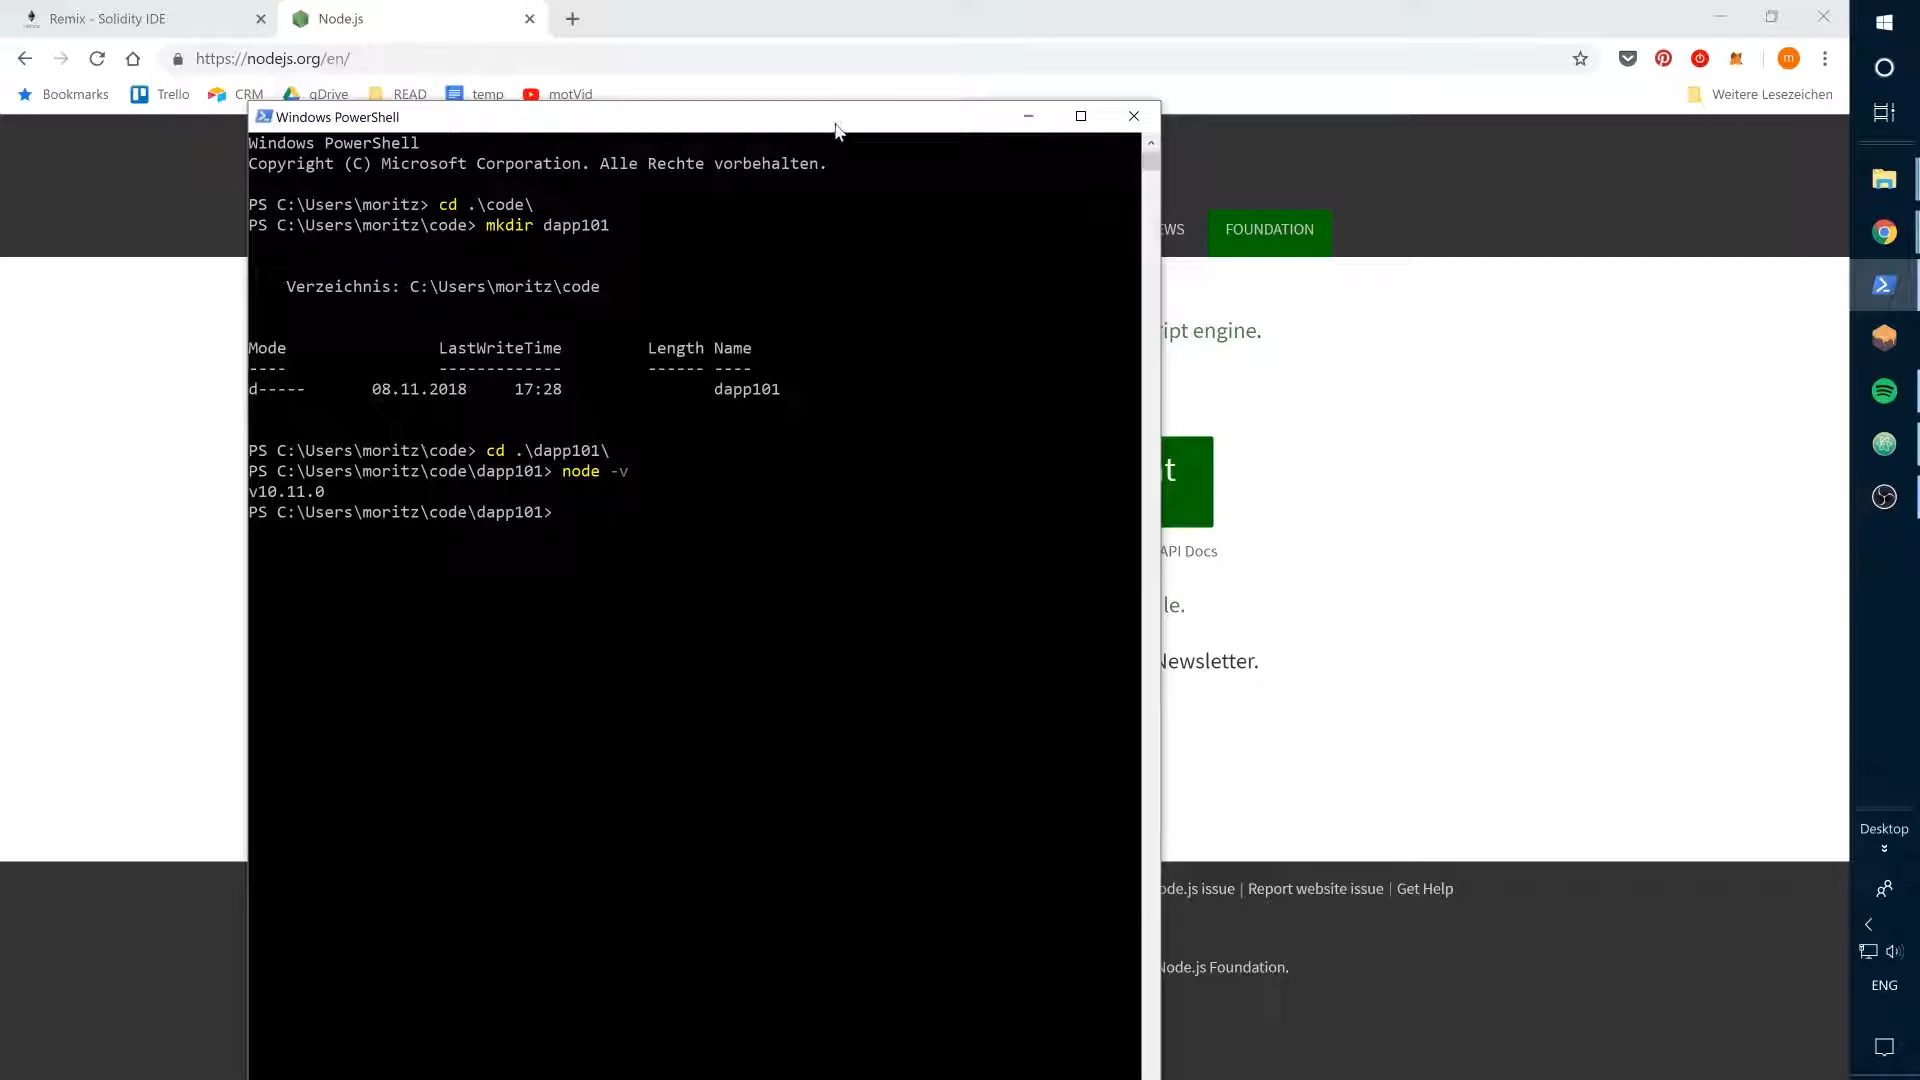 Remix - Solidity IDE
Node.js
https://nodejs.org/en/
m
Bookmarks
Trello
CRM
gDrive
READ
temp
motVid
Weitere Lesezeichen
Windows PowerShell
Windows PowerShell
Copyright (C) Microsoft Corporation. Alle Rechte vorbehalten.
PS C:\Users\moritz> cd .\code\
PS C:\Users\moritz\code> mkdir dapp101
Verzeichnis: C:\Users\moritz\code
Mode LastWriteTime Length Name
---- ------------- ------ ----
d----- 08.11.2018 17:28 dapp101
PS C:\Users\moritz\code> cd .\dapp101\
PS C:\Users\moritz\code\dapp101> node -v
v10.11.0
PS C:\Users\moritz\code\dapp101>
WS
FOUNDATION
ript engine.
t
API Docs
le.
Newsletter.
ode.js issue | Report website issue | Get Help
Node.js Foundation.
Desktop
ENG